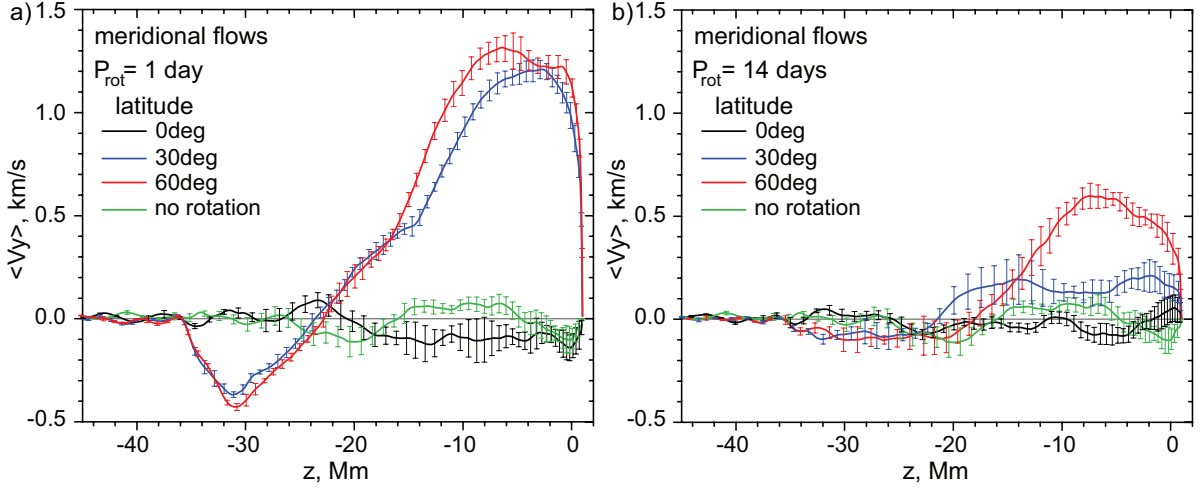 a)
meridional flows
Prot= 1 day
latitude
0deg
30deg
60deg
no rotation
<Vy>, km/s
1.5
1.0
0.5
0.0
-0.5
-40 -30 -20 -10 0
z, Mm
b)
meridional flows
Prot= 14 days
latitude
0deg
30deg
60deg
no rotation
<Vy>, km/s
1.5
1.0
0.5
0.0
-0.5
-40 -30 -20 -10 0
z, Mm